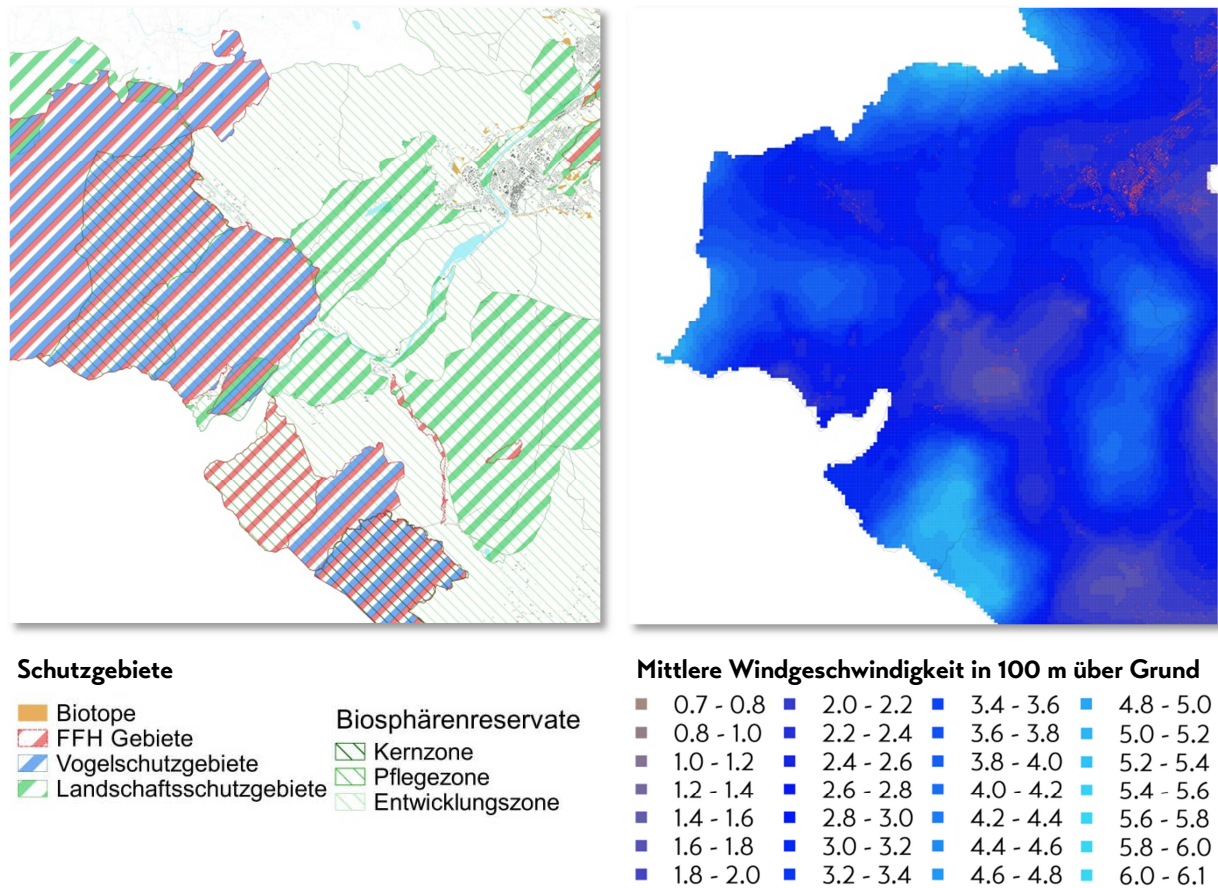 Schutzgebiete
Biotope
FFH Gebiete
Vogelschutzgebiete
Landschaftsschutzgebiete
Biosphärenreservate
Kernzone
Pflegezone
Entwicklungszone
Mittlere Windgeschwindigkeit in 100 m über Grund
0.7 - 0.8
0.8 - 1.0
1.0 - 1.2
1.2 - 1.4
1.4 - 1.6
1.6 - 1.8
1.8 - 2.0
2.0 - 2.2
2.2 - 2.4
2.4 - 2.6
2.6 - 2.8
2.8 - 3.0
3.0 - 3.2
3.2 - 3.4
3.4 - 3.6
3.6 - 3.8
3.8 - 4.0
4.0 - 4.2
4.2 - 4.4
4.4 - 4.6
4.6 - 4.8
4.8 - 5.0
5.0 - 5.2
5.2 - 5.4
5.4 - 5.6
5.6 - 5.8
5.8 - 6.0
6.0 - 6.1